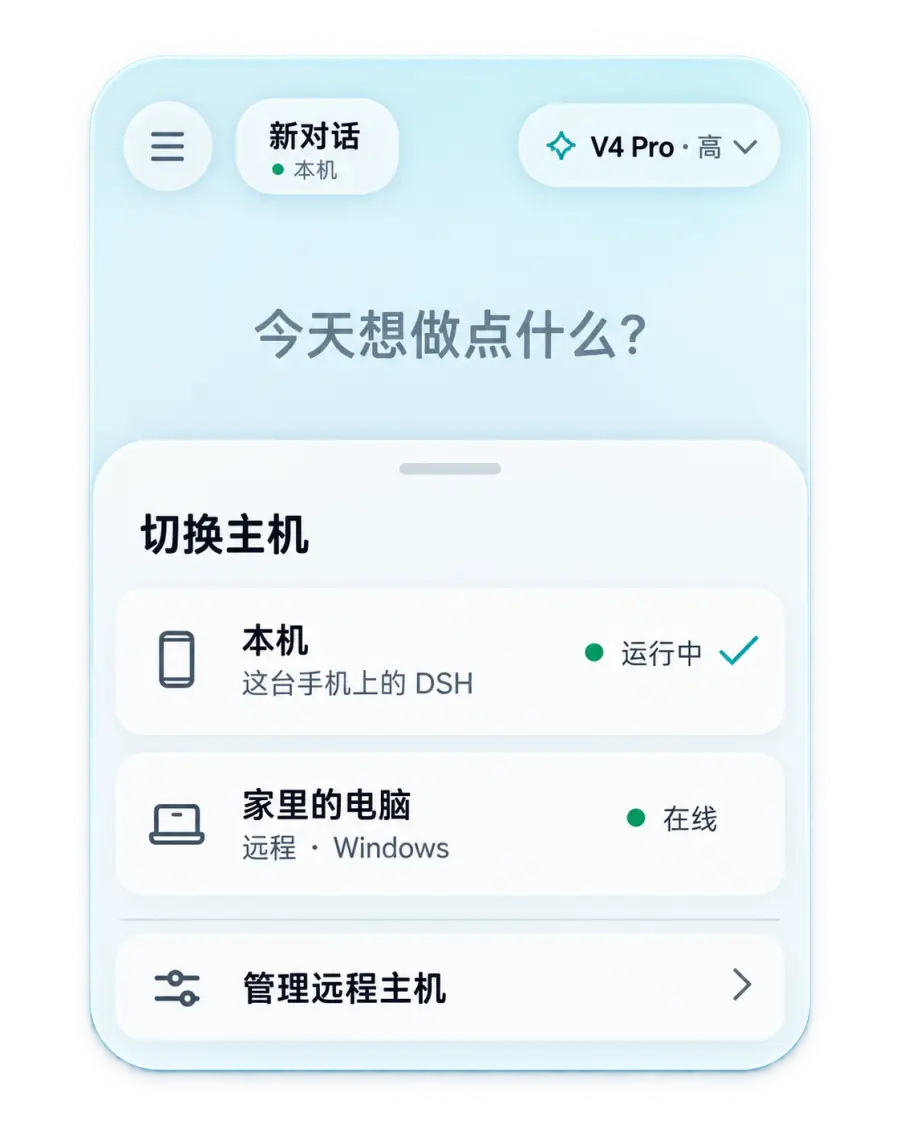 新对话
本机
V4 Pro · 高
今天想做点什么?
切换主机
本机
这台手机上的 DSH
运行中
家里的电脑
远程 · Windows
在线
管理远程主机